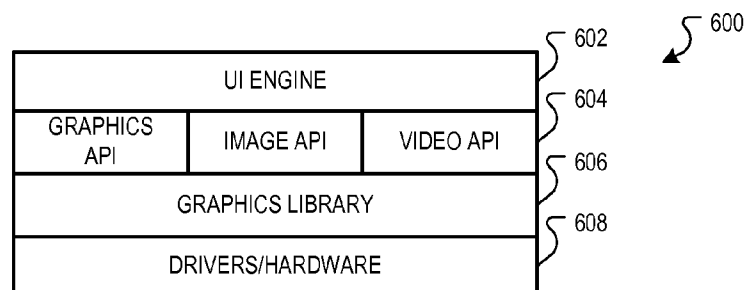 602
600
UI ENGINE
604
GRAPHICS
API
IMAGE API
VIDEO API
606
GRAPHICS LIBRARY
608
DRIVERS/HARDWARE